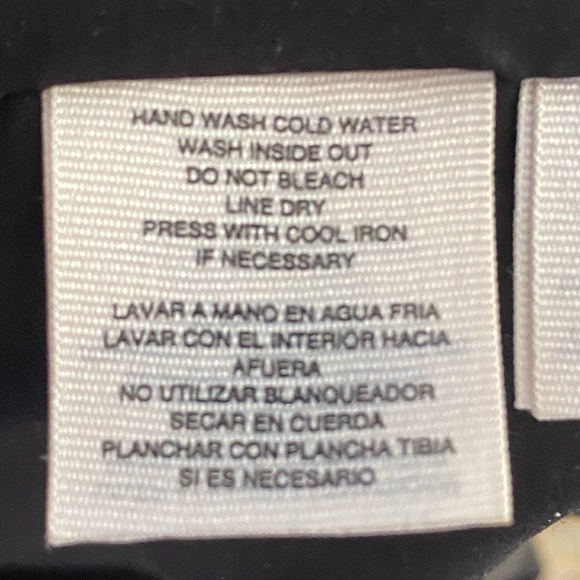 HAND WASH COLD WATER
WASH INSIDE OUT
DO NOT BLEACH
LINE DRY
PRESS WITH COOL IRON
IF NECESSARY
LAVAR A MANO EN AGUA FRIA
LAVAR CON EL INTERIOR HACIA
AFUERA
NO UTILIZAR BLANQUEADOR
SECAR EN CUERDA
PLANCHAR CON PLANCHA TIBIA
SI ES NECESARIO